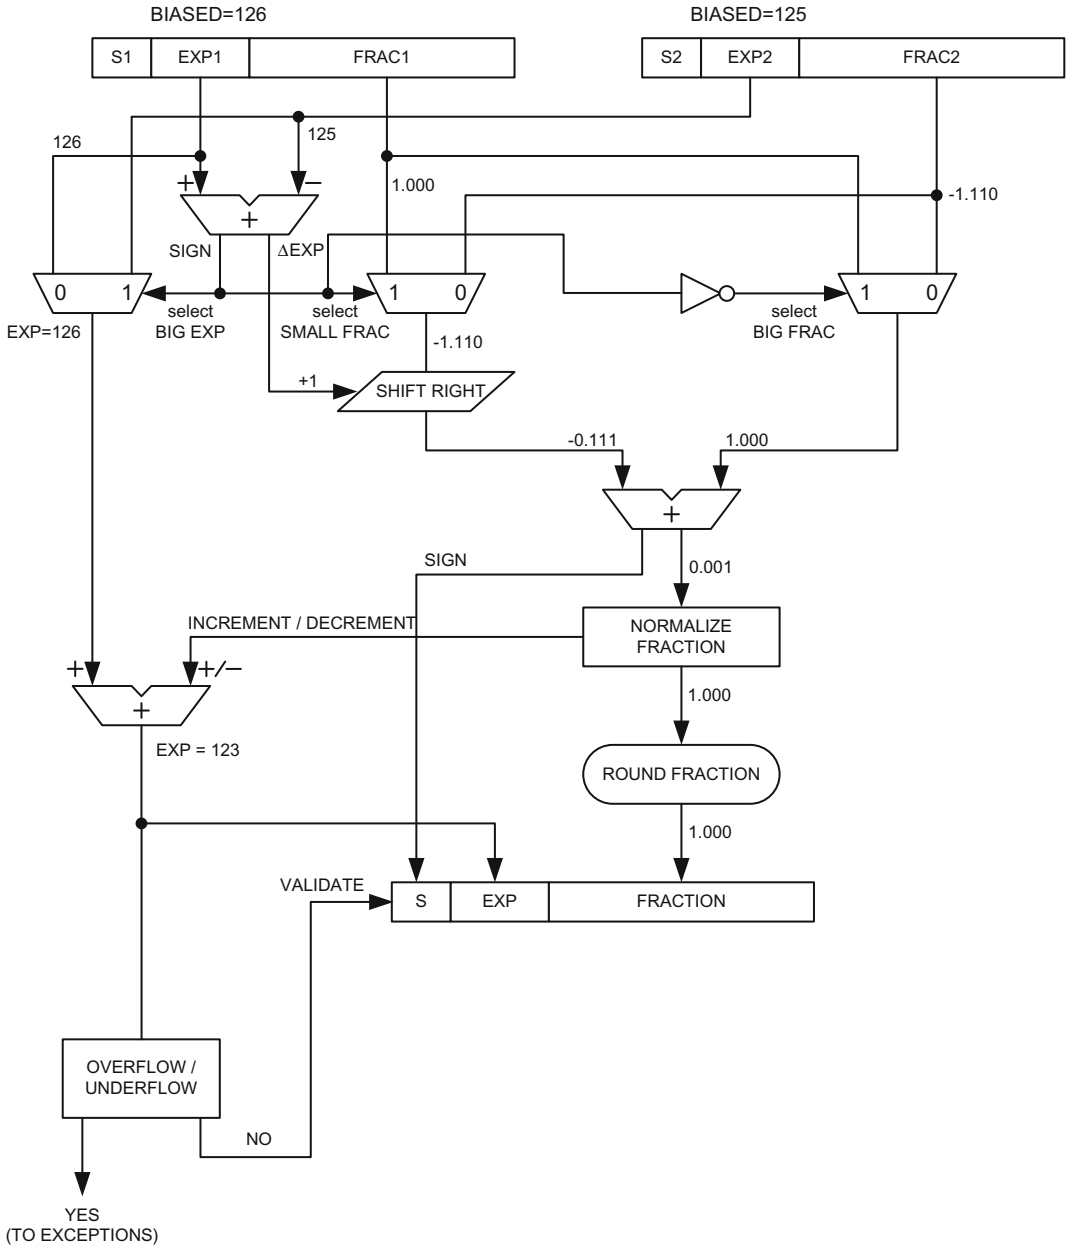 BIASED=126
BIASED=125
S1 EXP1 FRAC1
S2 EXP2 FRAC2
126
125
1.000
-1.110
+ −
+
SIGN
ΔEXP
0 1
1 0
1 0
select
BIG EXP
select
SMALL FRAC
select
BIG FRAC
EXP=126
-1.110
+1
SHIFT RIGHT
-0.111
1.000
+
SIGN
0.001
INCREMENT / DECREMENT
NORMALIZE
FRACTION
+ +/−
+
1.000
EXP = 123
ROUND FRACTION
1.000
VALIDATE
S EXP FRACTION
OVERFLOW /
UNDERFLOW
NO
YES
(TO EXCEPTIONS)